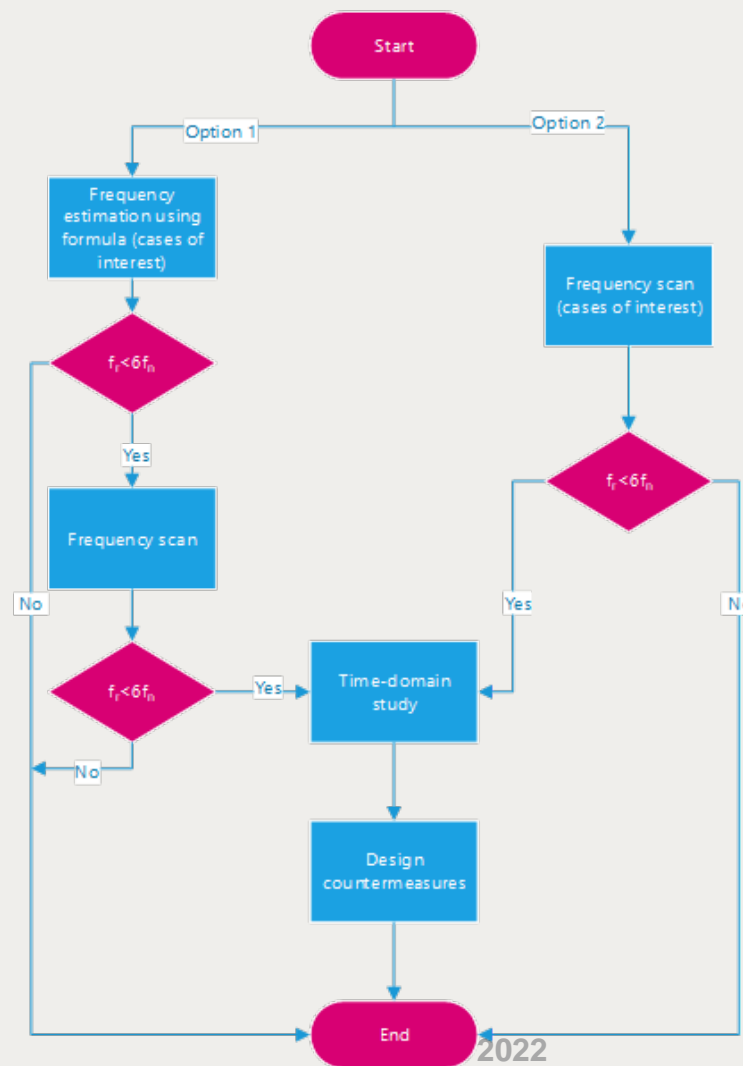 Start
Option 1
Option 2
Frequency
estimation using
formula (cases of
interest)
Frequency scan
(cases of interest)
fᵣ<6fₙ
Yes
fᵣ<6fₙ
Frequency scan
No
Yes
No
fᵣ<6fₙ
Yes
Time-domain
study
No
Design
countermeasures
End
2022